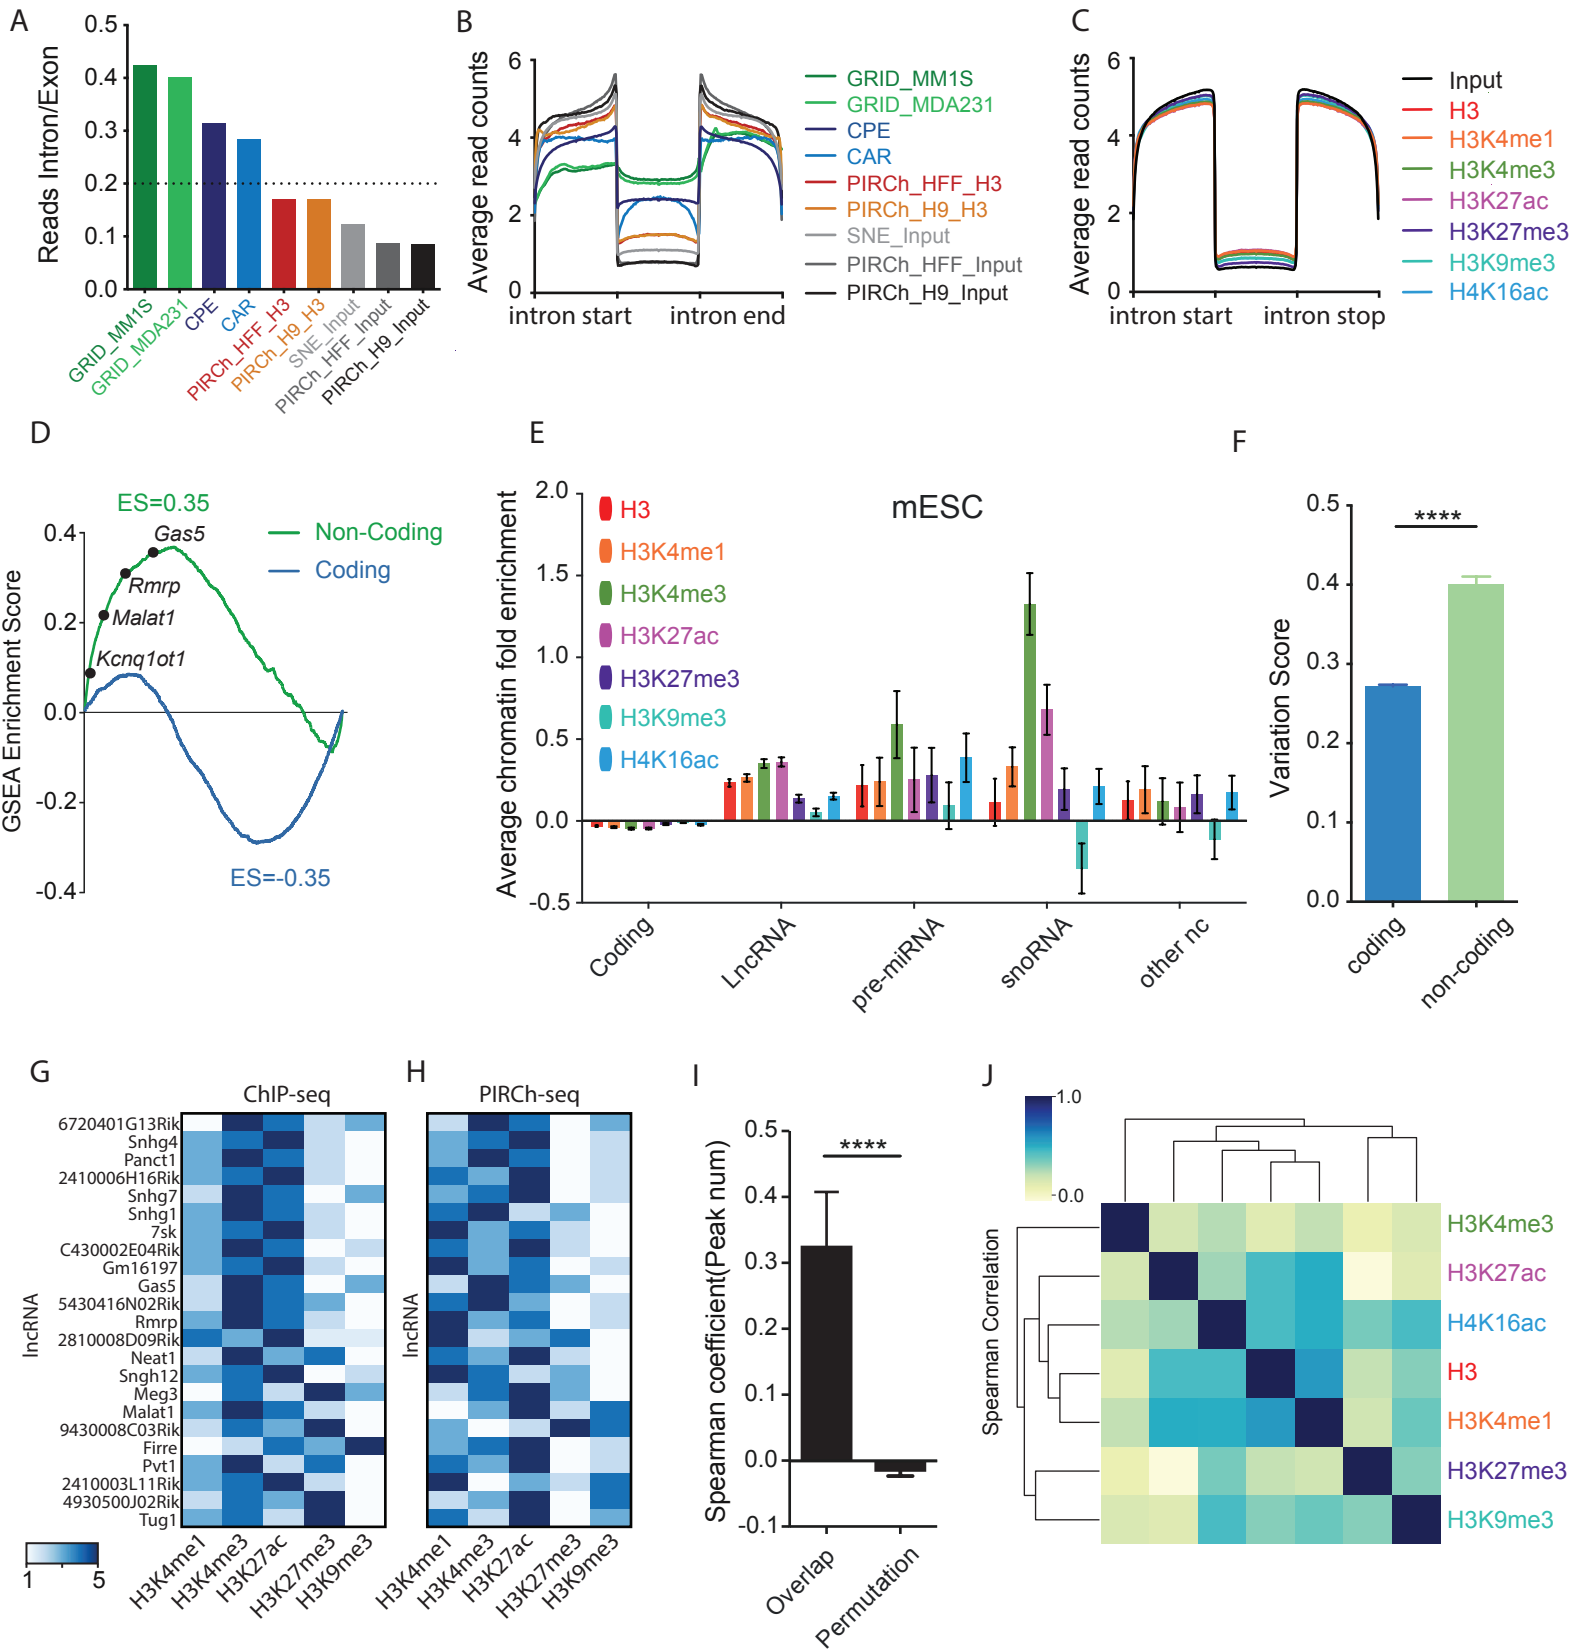 A
0.5
0.4
0.3
0.2
0.1
0.0
Reads Intron/Exon
GRID_MM1S
GRID_MDA231
CPE
CAR
PIRCh_HFF_H3
PIRCh_H9_H3
SNE_Input
PIRCh_HFF_Input
PIRCh_H9_Input
B
6
4
2
0
Average read counts
intron start
intron end
GRID_MM1S
GRID_MDA231
CPE
CAR
PIRCh_HFF_H3
PIRCh_H9_H3
SNE_Input
PIRCh_HFF_Input
PIRCh_H9_Input
C
6
4
2
0
Average read counts
intron start
intron stop
Input
H3
H3K4me1
H3K4me3
H3K27ac
H3K27me3
H3K9me3
H4K16ac
D
ES=0.35
0.4
0.2
0.0
-0.2
-0.4
GSEA Enrichment Score
Gas5
Rmrp
Malat1
Kcnq1ot1
Non-Coding
Coding
ES=-0.35
E
mESC
2.0
1.5
1.0
0.5
0.0
-0.5
Average chromatin fold enrichment
H3
H3K4me1
H3K4me3
H3K27ac
H3K27me3
H3K9me3
H4K16ac
Coding
LncRNA
pre-miRNA
snoRNA
other nc
F
0.5
0.4
0.3
0.2
0.1
0.0
Variation Score
****
coding
non-coding
G
ChIP-seq
lncRNA
6720401G13Rik
Snhg4
Panct1
2410006H16Rik
Snhg7
Snhg1
7sk
C430002E04Rik
Gm16197
Gas5
5430416N02Rik
Rmrp
2810008D09Rik
Neat1
Sngh12
Meg3
Malat1
9430008C03Rik
Firre
Pvt1
2410003L11Rik
4930500J02Rik
Tug1
H3K4me1
H3K4me3
H3K27ac
H3K27me3
H3K9me3
1
5
H
PIRCh-seq
lncRNA
H3K4me1
H3K4me3
H3K27ac
H3K27me3
H3K9me3
I
0.5
0.4
0.3
0.2
0.1
0.0
-0.1
Spearman coefficient(Peak num)
****
Overlap
Permutation
J
1.0
0.0
Spearman Correlation
H3K4me3
H3K27ac
H4K16ac
H3
H3K4me1
H3K27me3
H3K9me3